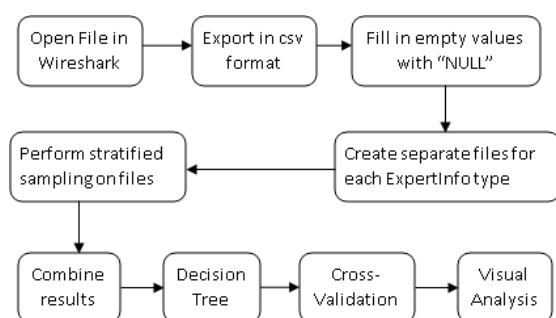 Open File in
Wireshark
Export in csv
format
Fill in empty values
with “NULL”
Create separate files for
each ExpertInfo type
Perform stratified
sampling on files
Combine
results
Decision
Tree
Cross-
Validation
Visual
Analysis